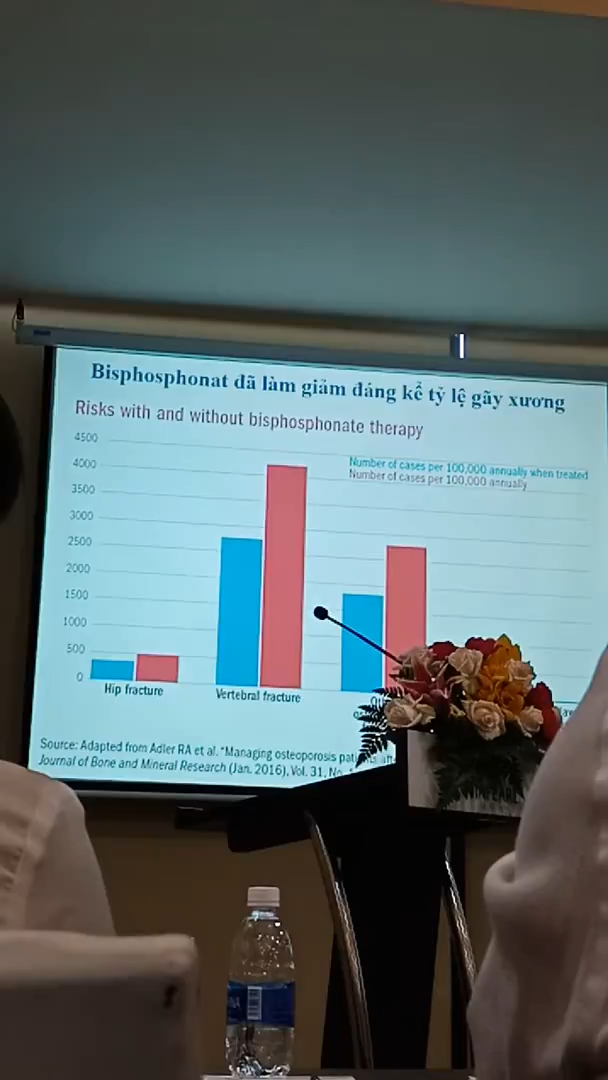 Bisphosphonat đã làm giảm đáng kể tỷ lệ gãy xương
Risks with and without bisphosphonate therapy
Number of cases per 100,000 annually when treated
Number of cases per 100,000 annually
4500
4000
3500
3000
2500
2000
1500
1000
500
0
Hip fracture
Vertebral fracture
Source: Adapted from Adler RA et al. "Managing osteoporosis
Journal of Bone and Mineral Research (Jan. 2016), Vol. 31, No.